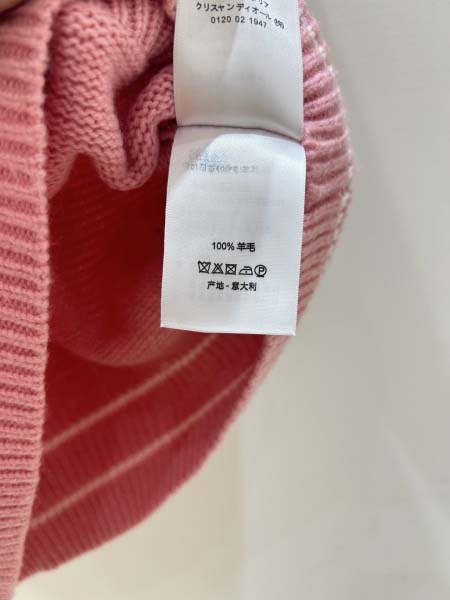 クリスチャン ディオール ㈱
0120 02 1947
100% 羊毛
产地 - 意大利